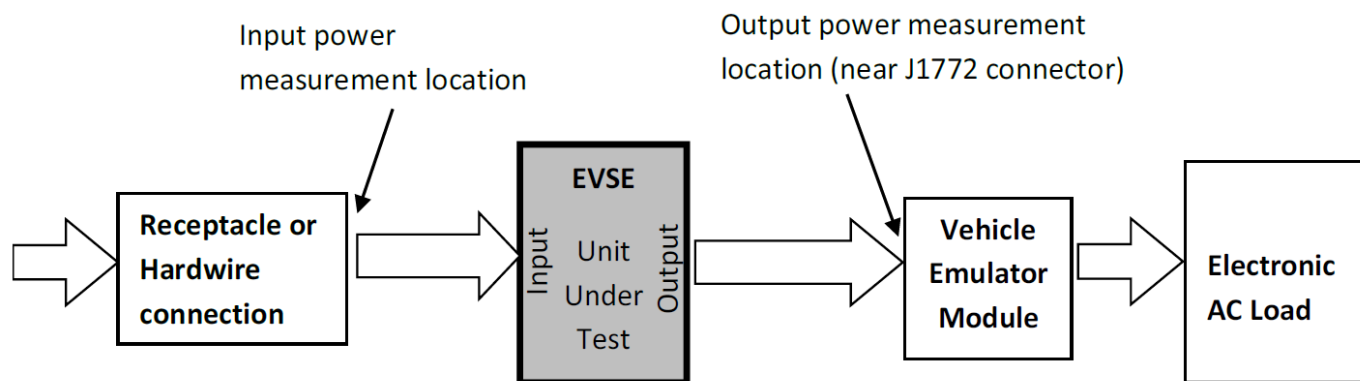 Input power
measurement location
Output power measurement
location (near J1772 connector)
Receptacle or
Hardwire
connection
EVSE
Input
Unit
Under
Test
Output
Vehicle
Emulator
Module
Electronic
AC Load